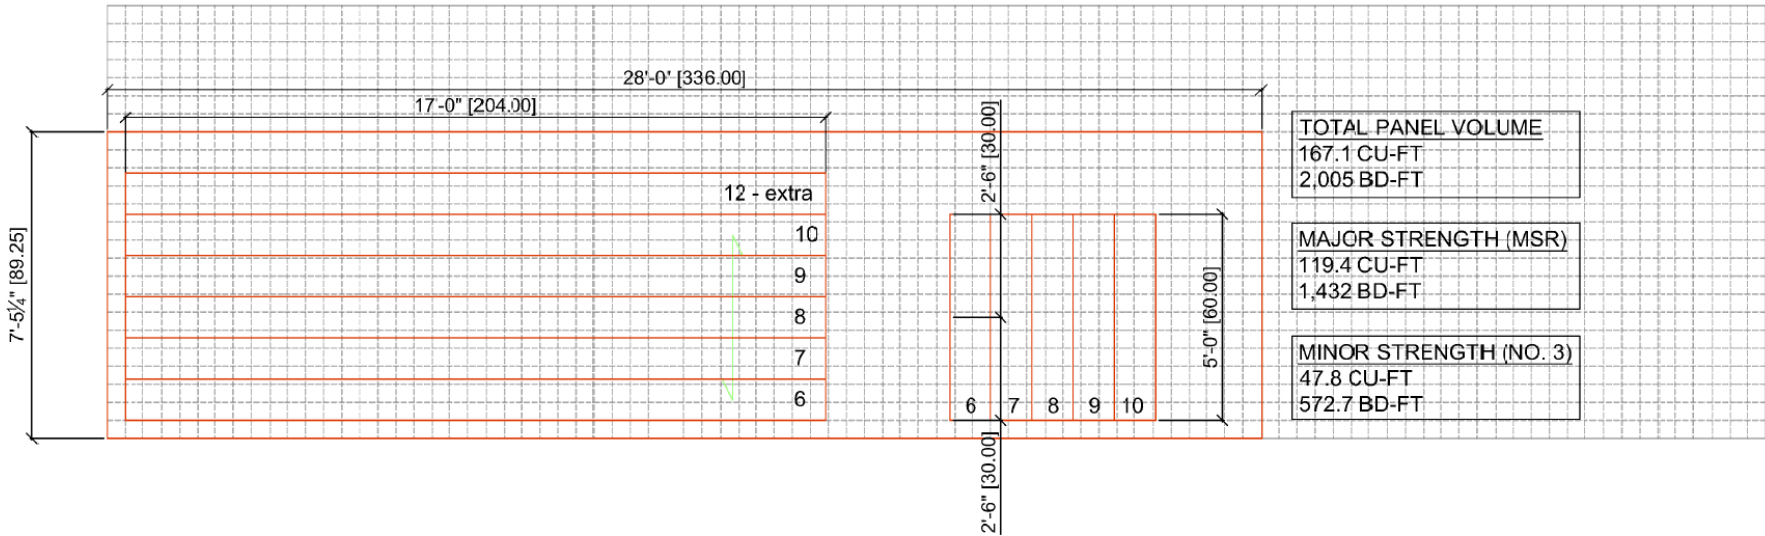 28'-0' [336.00]
17'-0" [204.00]
7'-5¼" [89.25]
12 - extra
10
9
8
7
6
2'-6" [30.00]
5'-0" [60.00]
6 7 8 9 10
2'-6" [30.00]
TOTAL PANEL VOLUME
167.1 CU-FT
2,005 BD-FT
MAJOR STRENGTH (MSR)
119.4 CU-FT
1,432 BD-FT
MINOR STRENGTH (NO. 3)
47.8 CU-FT
572.7 BD-FT